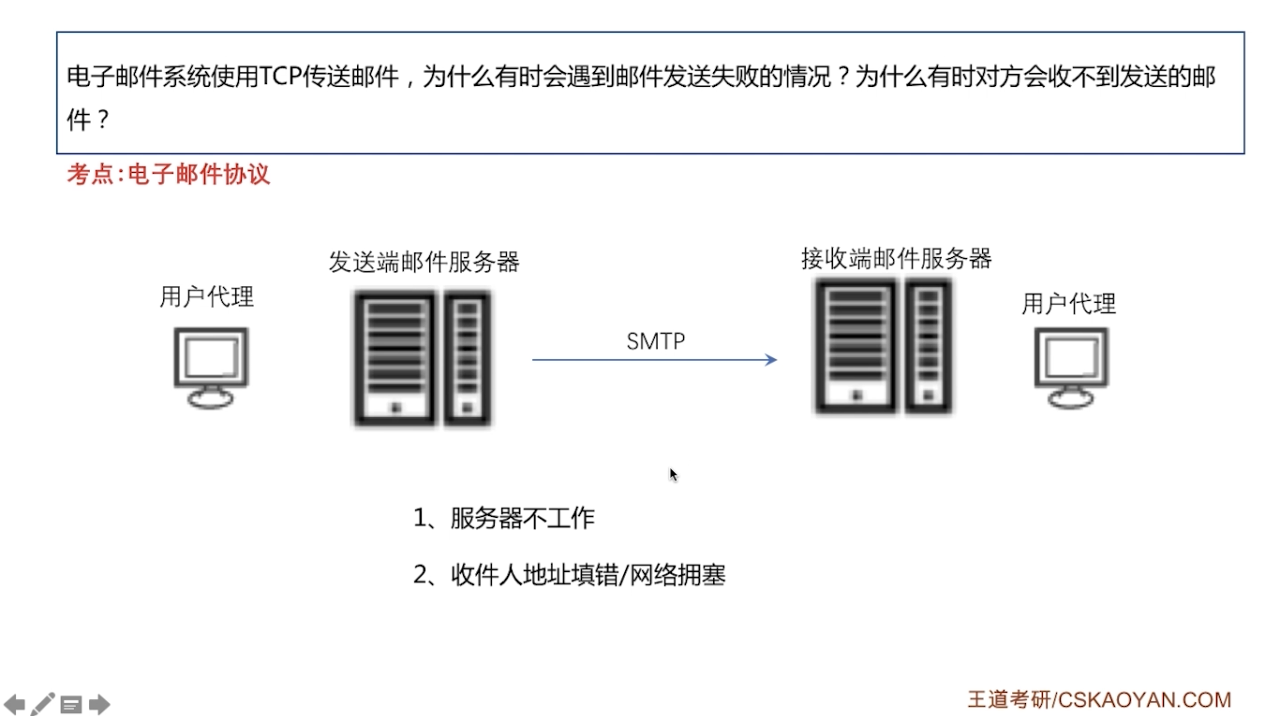 电子邮件系统使用TCP传送邮件，为什么有时会遇到邮件发送失败的情况？为什么有时对方会收不到发送的邮
件？
考点:电子邮件协议
发送端邮件服务器
接收端邮件服务器
用户代理
用户代理
SMTP
1、服务器不工作
2、收件人地址填错/网络拥塞
王道考研/CSKAOYAN.COM